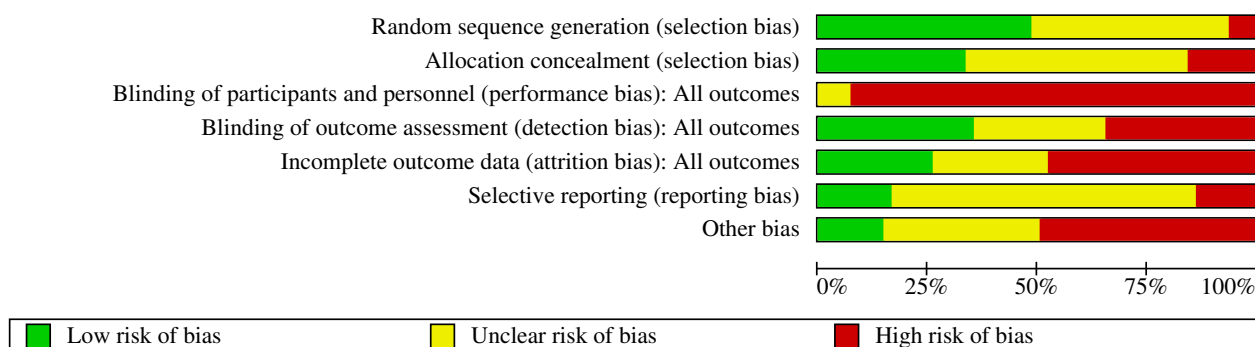 Random sequence generation (selection bias)
Allocation concealment (selection bias)
Blinding of participants and personnel (performance bias): All outcomes
Blinding of outcome assessment (detection bias): All outcomes
Incomplete outcome data (attrition bias): All outcomes
Selective reporting (reporting bias)
Other bias
0% 25% 50% 75% 100%
Low risk of bias Unclear risk of bias High risk of bias